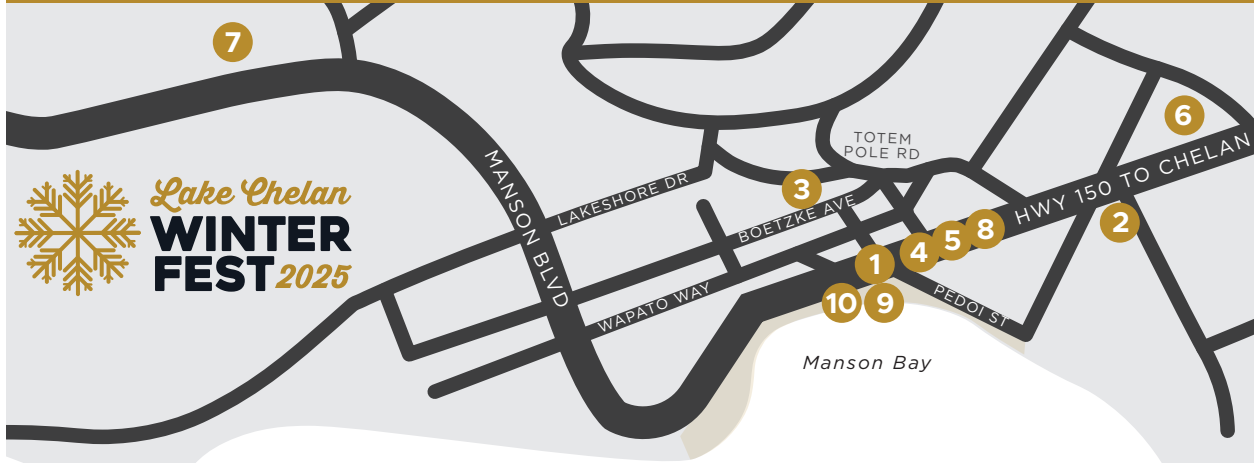 7
6
TOTEM
POLE RD
HWY 150 TO CHELAN
MANSON BLVD
LAKESHORE DR
3
BOETZKE AVE
Lake Chelan
WINTER
FEST 2025
2
8
5
4
1
WAPATO WAY
PEDOI ST
10
9
Manson Bay